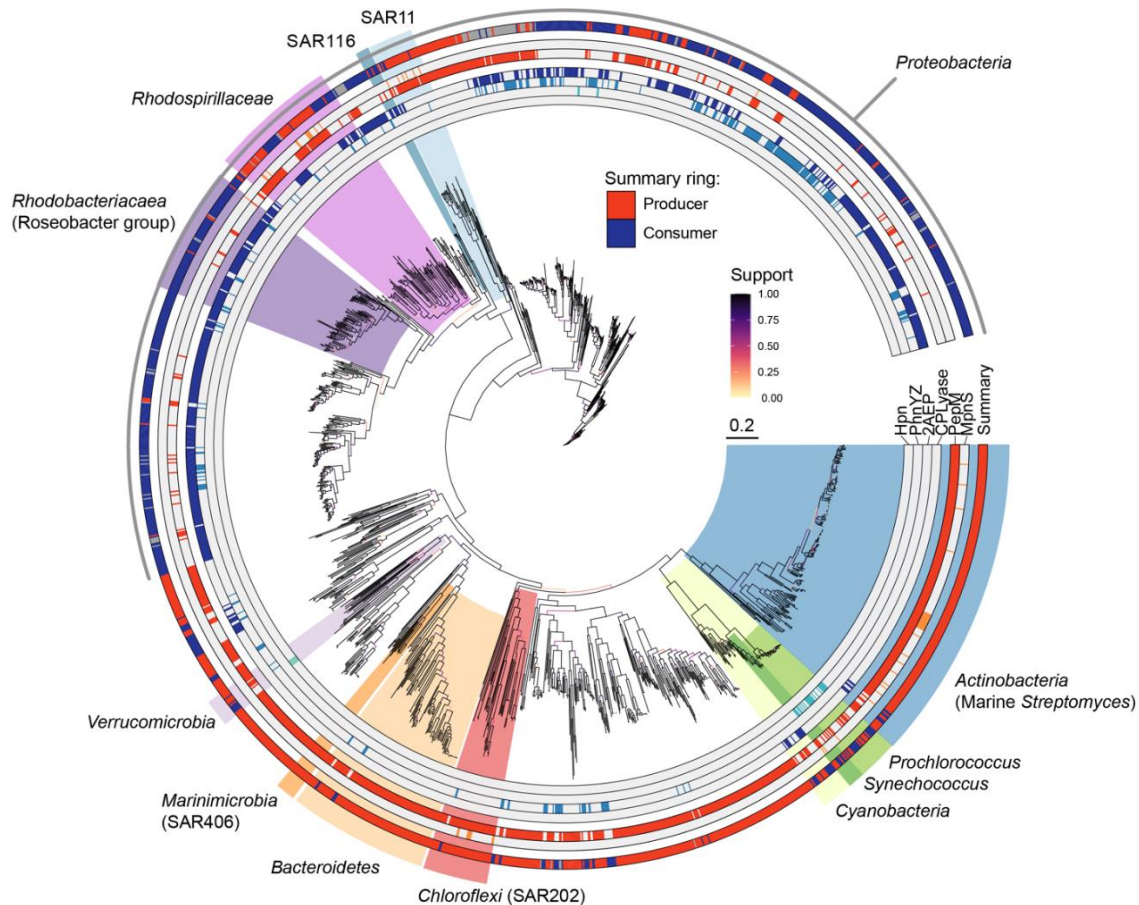 SAR11
SAR116
Proteobacteria
Rhodospirillaceae
Rhodobacteriacaea
(Roseobacter group)
Summary ring:
Producer
Consumer
Support
1.00
0.75
0.50
0.25
0.00
0.2
Hpn
PhnYZ
2AEP
CPLyase
PepM
MpnS
Summary
Actinobacteria
(Marine Streptomyces)
Prochlorococcus
Synechococcus
Cyanobacteria
Verrucomicrobia
Marinimicrobia
(SAR406)
Bacteroidetes
Chloroflexi (SAR202)